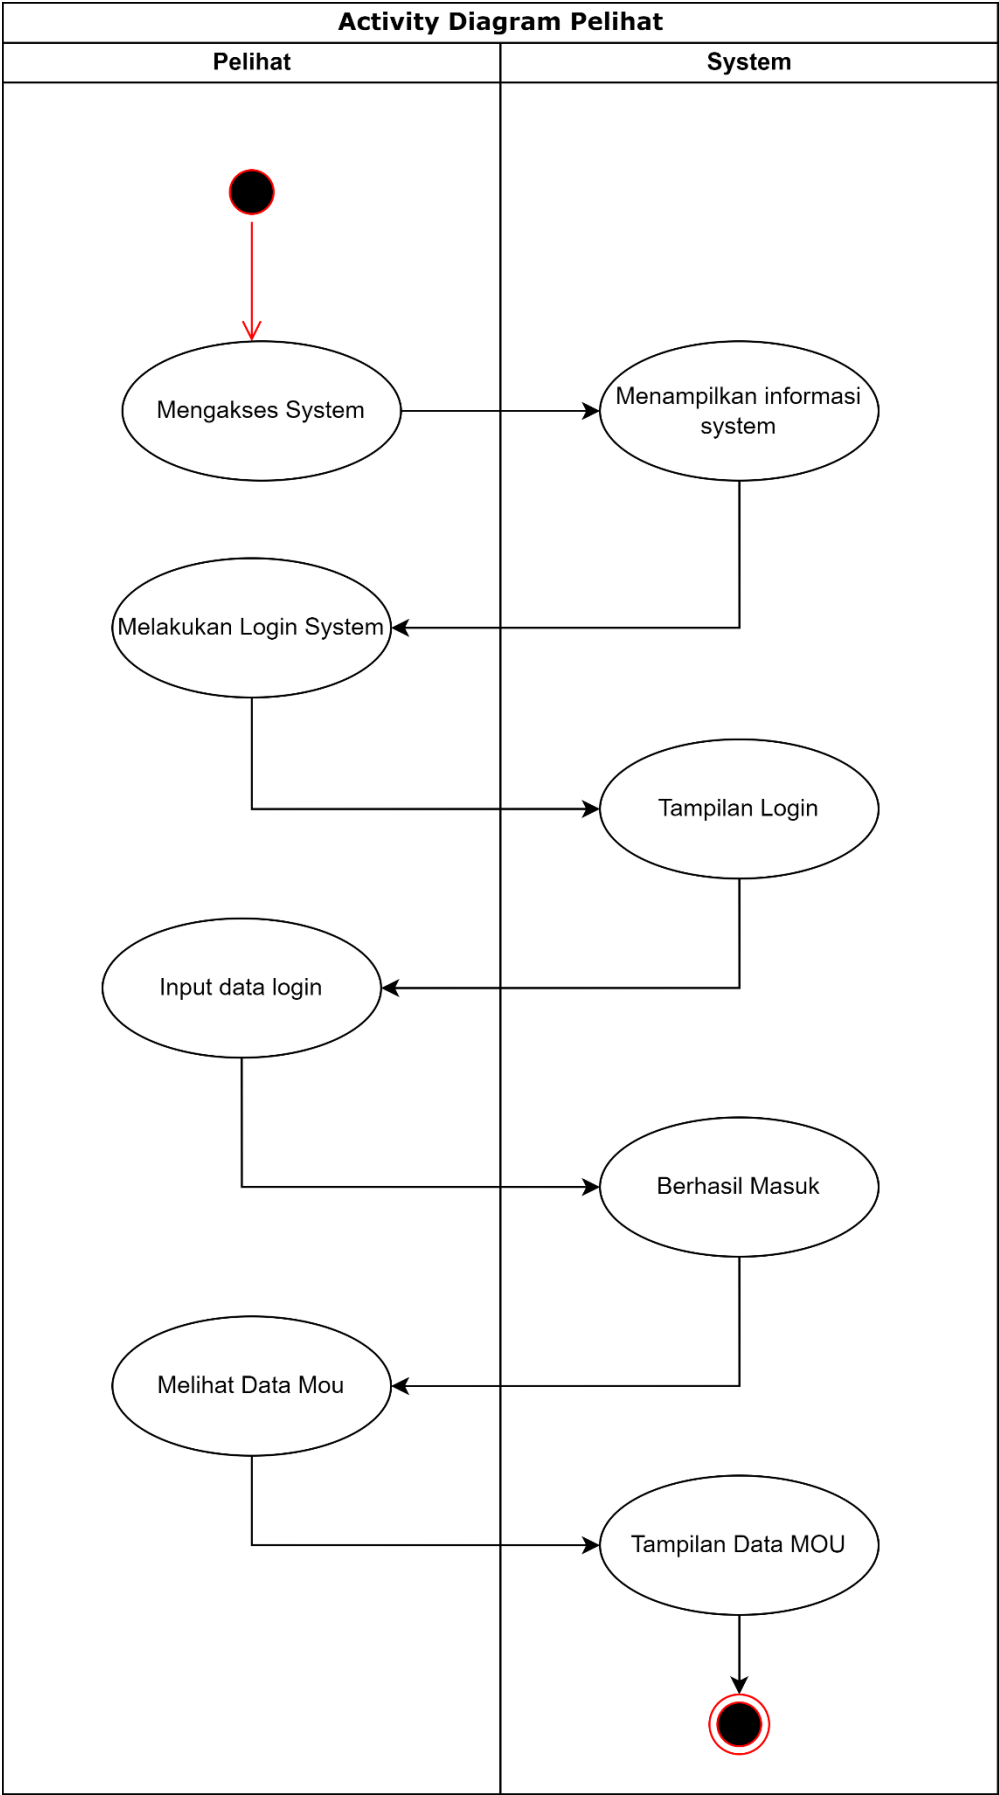 Activity Diagram Pelihat
Pelihat
System
Mengakses System
Menampilkan informasi
system
Melakukan Login System
Tampilan Login
Input data login
Berhasil Masuk
Melihat Data Mou
Tampilan Data MOU